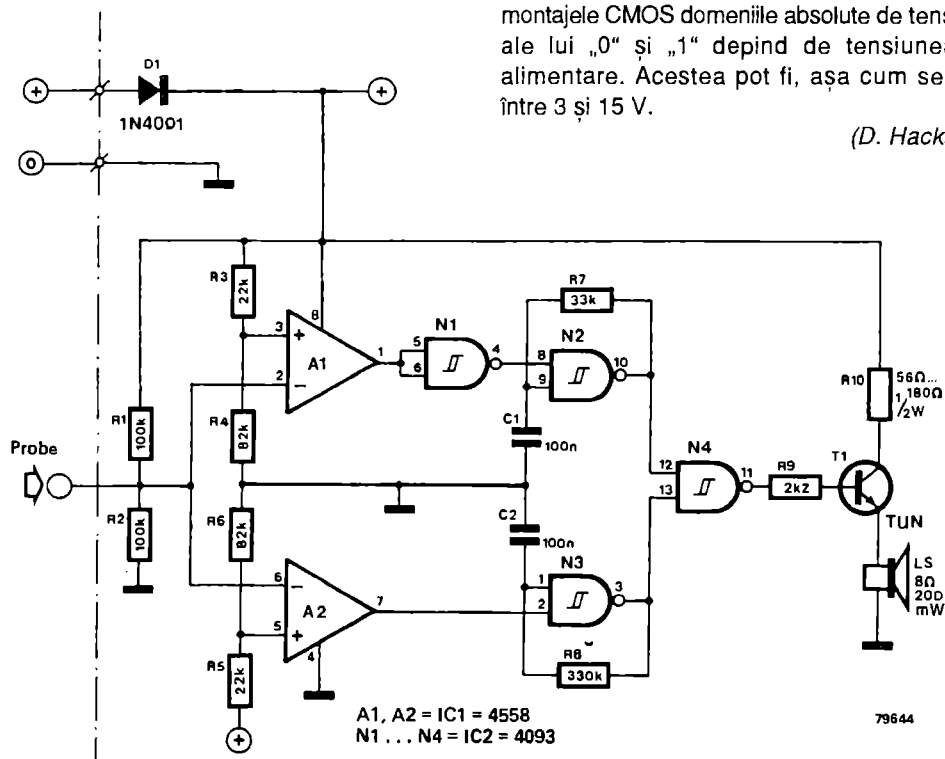 montajele CMOS domeniile absolute de tens
ale lui „0“ și „1“ depind de tensiunea
alimentare. Acestea pot fi, așa cum se
între 3 și 15 V.
(D. Hack
D1
+
+
1N4001
0
R3
22k
R7
33k
8
N1
N2
3
+
5
4
8
10
A1
1
6
9
2
–
R10
56Ω...
180Ω
½W
R1
100k
R4
82k
C1
100n
N4
Probe
12
11
R9
T1
13
2k2
R2
100k
R6
82k
C2
100n
TUN
N3
LS
8Ω
200
mW
6
–
1
3
A2
7
2
5
+
4
R5
22k
R8
330k
+
A1, A2 = IC1 = 4558
N1 . . . N4 = IC2 = 4093
79644